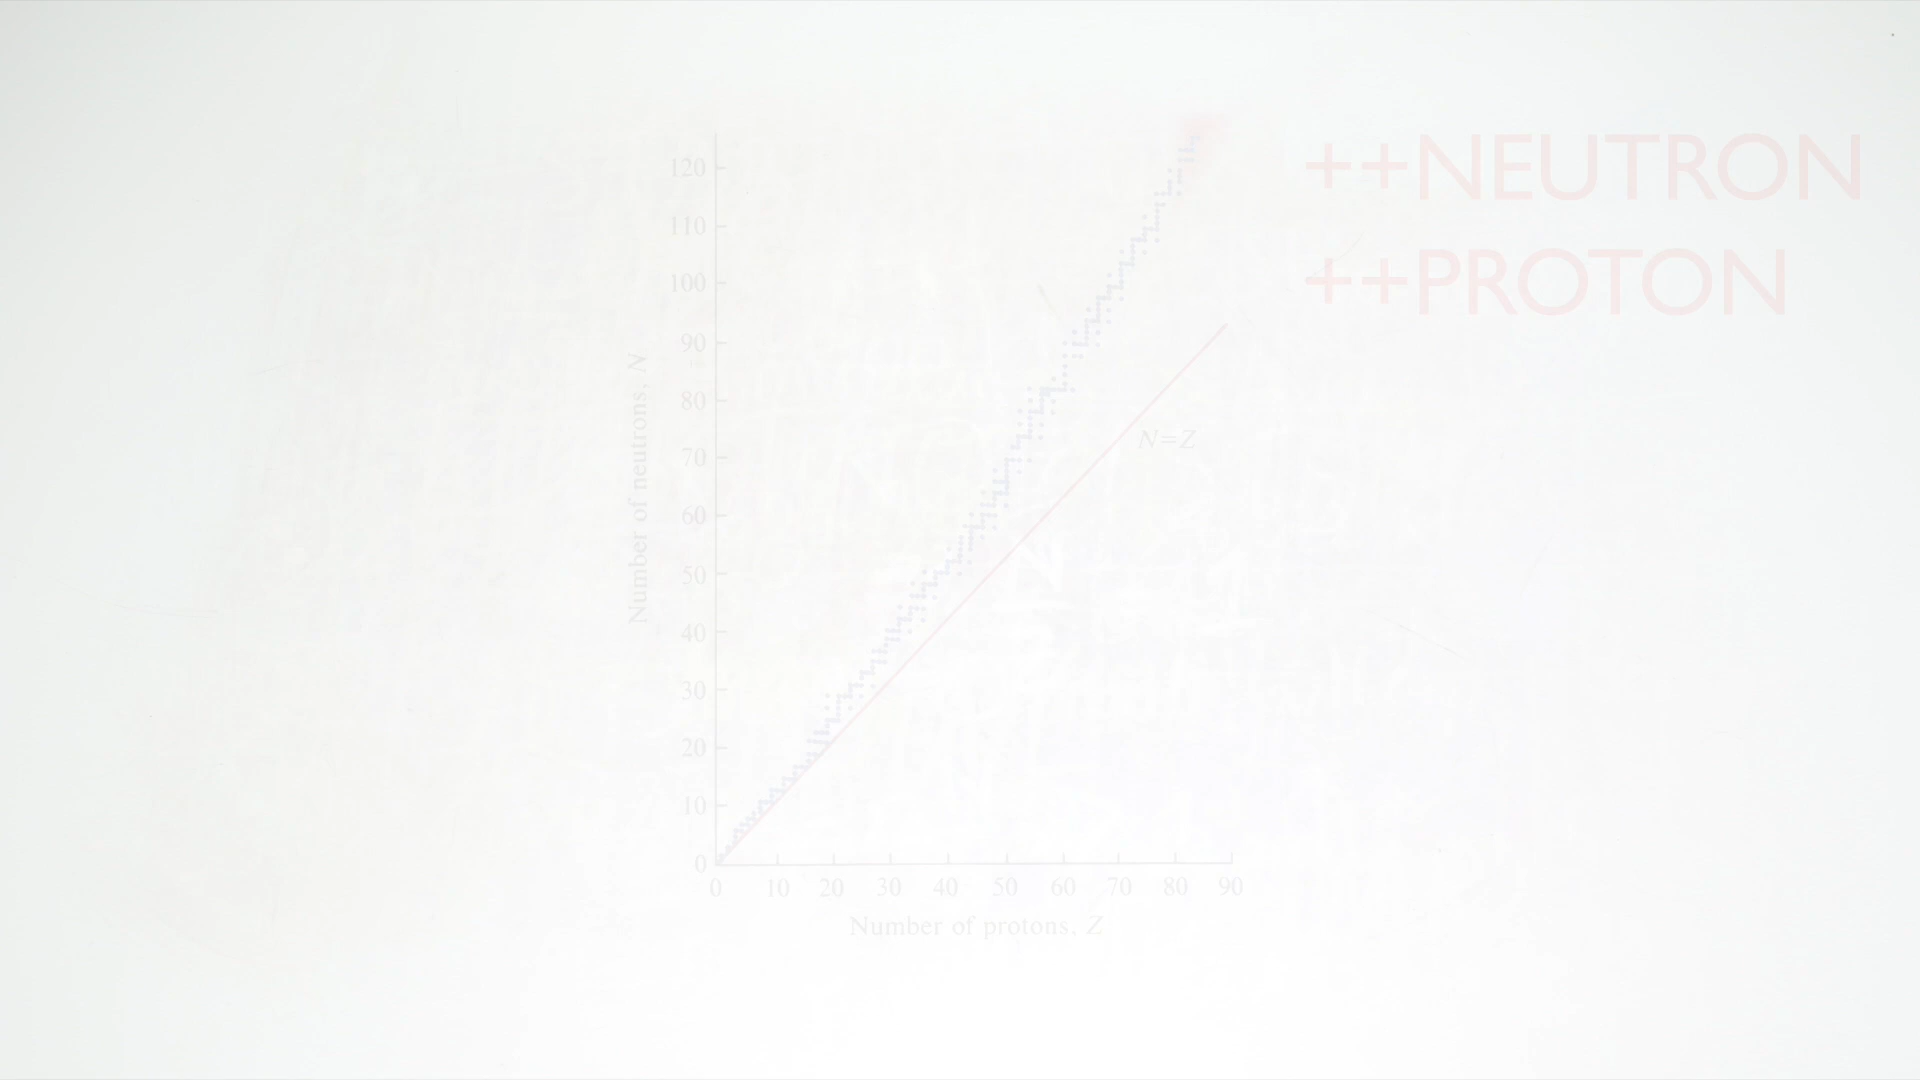 ++NEUTRON
++PROTON
120
110
100
90
80
70
60
50
40
30
20
10
0
Number of neutrons, N
N=Z
0 10 20 30 40 50 60 70 80 90
Number of protons, Z